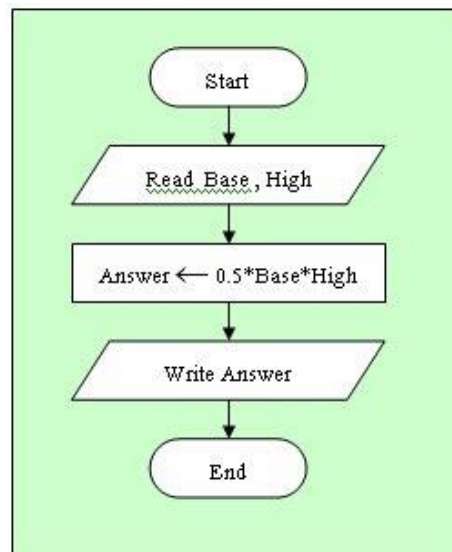 Start
Read Base , High
Answer ← 0.5*Base*High
Write Answer
End